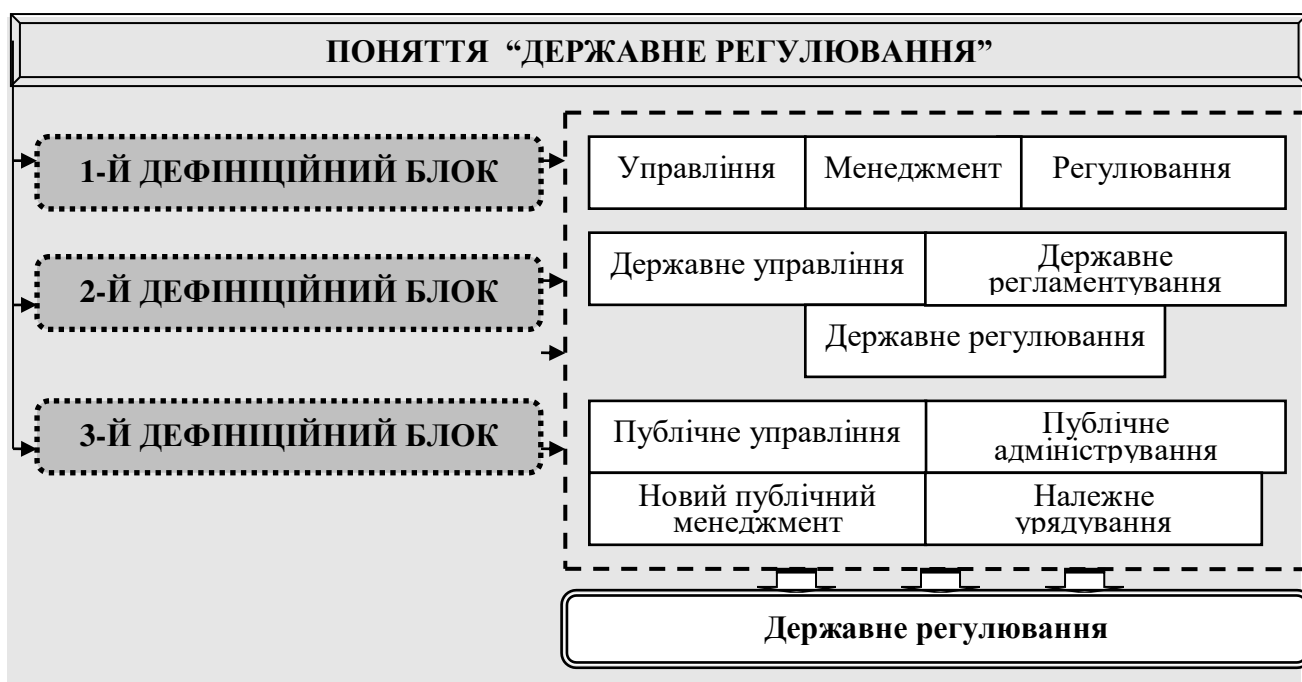 ПОНЯТТЯ “ДЕРЖАВНЕ РЕГУЛЮВАННЯ”
1-Й ДЕФІНІЦІЙНИЙ БЛОК
Управління
Менеджмент
Регулювання
2-Й ДЕФІНІЦІЙНИЙ БЛОК
Державне управління
Державне
регламентування
Державне регулювання
3-Й ДЕФІНІЦІЙНИЙ БЛОК
Публічне управління
Публічне
адміністрування
Новий публічний
менеджмент
Належне
урядування
Державне регулювання